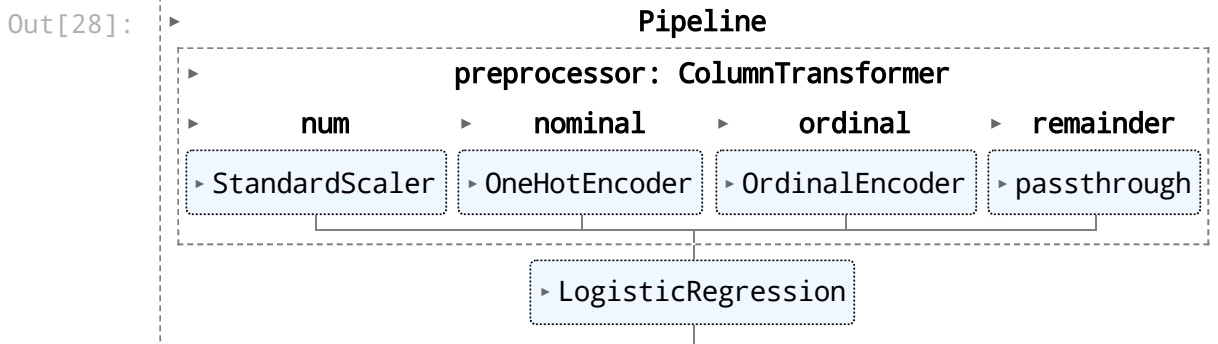 Out[28]:
Pipeline
preprocessor: ColumnTransformer
num nominal ordinal remainder
StandardScaler OneHotEncoder OrdinalEncoder passthrough
LogisticRegression